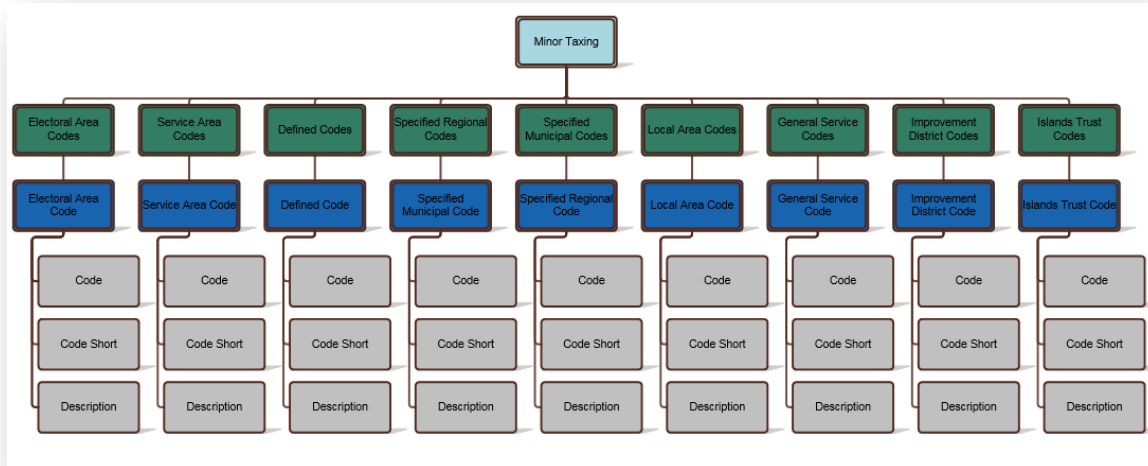 Minor Taxing
Electoral Area
Codes
Service Area
Codes
Defined Codes
Specified Regional
Codes
Specified
Municipal Codes
Local Area Codes
General Service
Codes
Improvement
District Codes
Islands Trust
Codes
Electoral Area
Code
Service Area Code
Defined Code
Specified
Municipal Code
Specified Regional
Code
Local Area Code
General Service
Code
Improvement
District Code
Islands Trust Code
Code
Code
Code
Code
Code
Code
Code
Code
Code
Code Short
Code Short
Code Short
Code Short
Code Short
Code Short
Code Short
Code Short
Code Short
Description
Description
Description
Description
Description
Description
Description
Description
Description